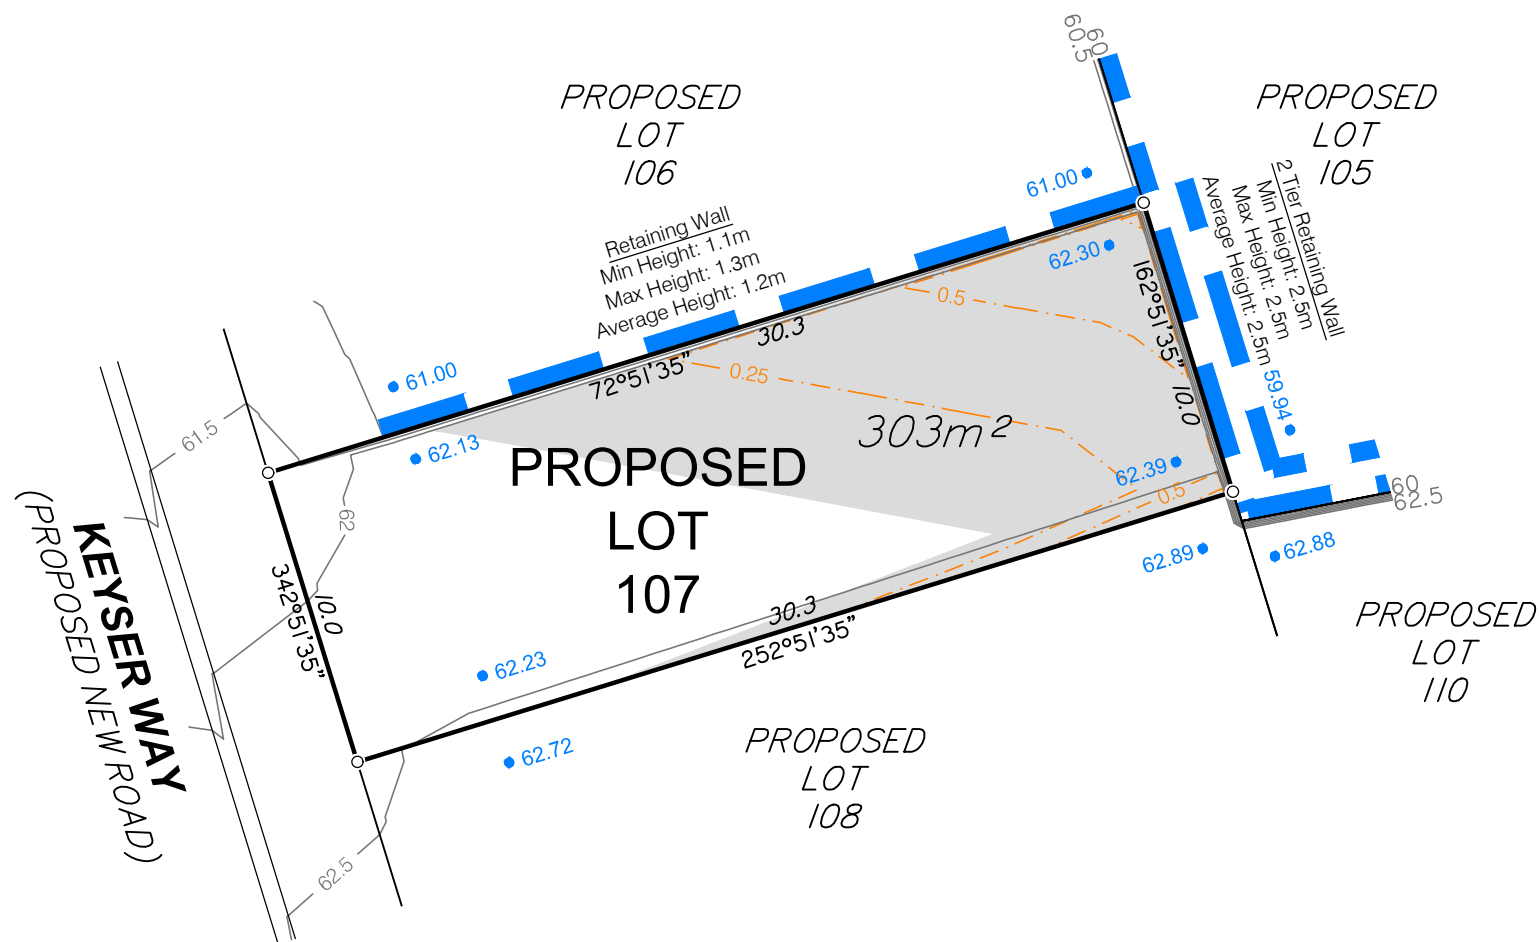 60
60.5
PROPOSED
LOT
106
PROPOSED
LOT
105
61.00
2 Tier Retaining Wall
Min Height: 2.5m
Max Height: 2.5m
Average Height: 2.5m
Retaining Wall
Min Height: 1.1m
Max Height: 1.3m
Average Height: 1.2m
62.30
162°51'35"
10.0
0.5
30.3
72°51'35"
0.25
61.00
59.94
303m²
61.5
62.13
PROPOSED
LOT
107
62.39
0.5
60
62.5
62
KEYSER WAY
(PROPOSED NEW ROAD)
342°51'35"
10.0
62.89
62.88
30.3
252°51'35"
62.23
62.72
PROPOSED
LOT
110
PROPOSED
LOT
108
62.5